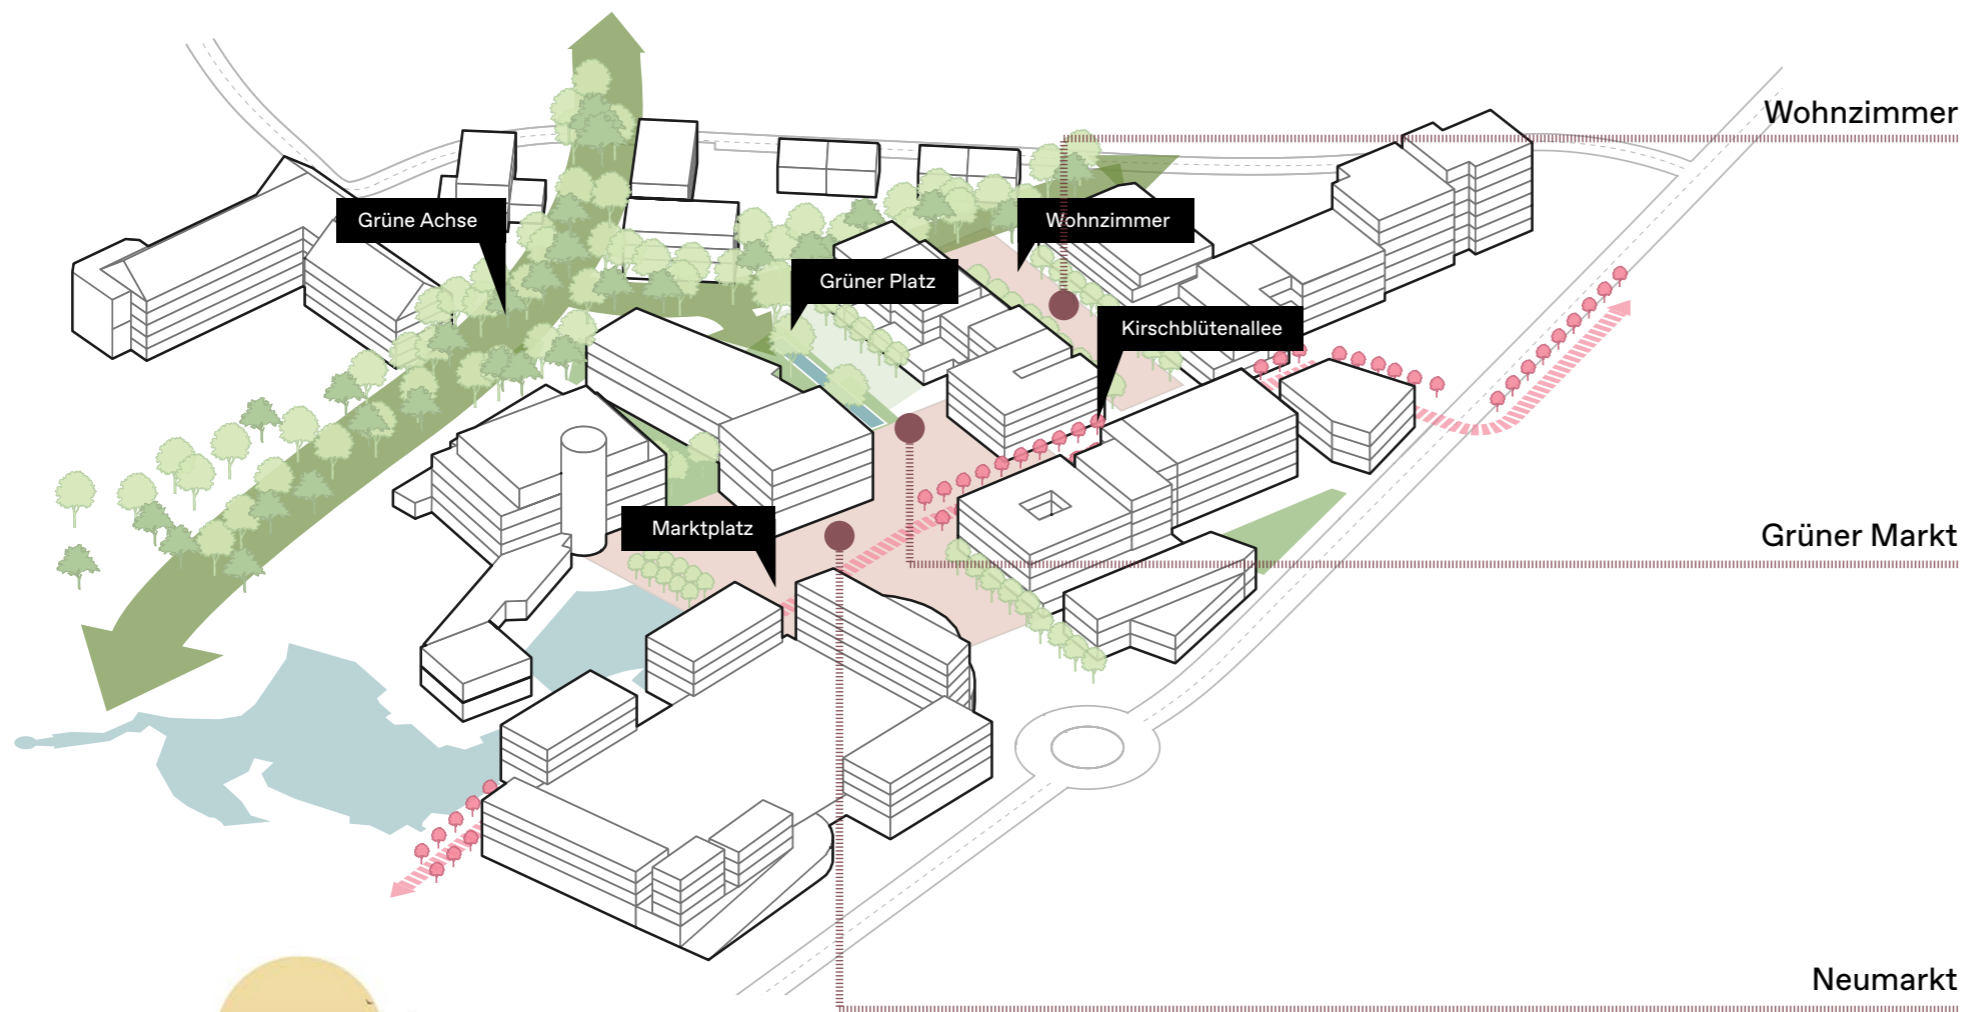 Wohnzimmer
Grüne Achse
Wohnzimmer
Grüner Platz
Kirschblütenallee
Marktplatz
Grüner Markt
Neumarkt